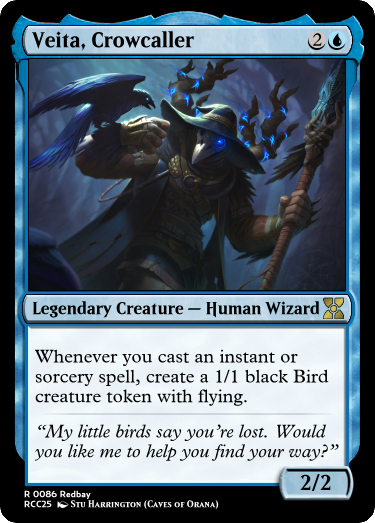 Veita, Crowcaller 2
Legendary Creature — Human Wizard
Whenever you cast an instant or
sorcery spell, create a 1/1 black Bird
creature token with flying.
“My little birds say you’re lost. Would
you like me to help you find your way?”
2/2
R 0086 Redbay
RCC25 Stu Harrington (Caves of Orana)